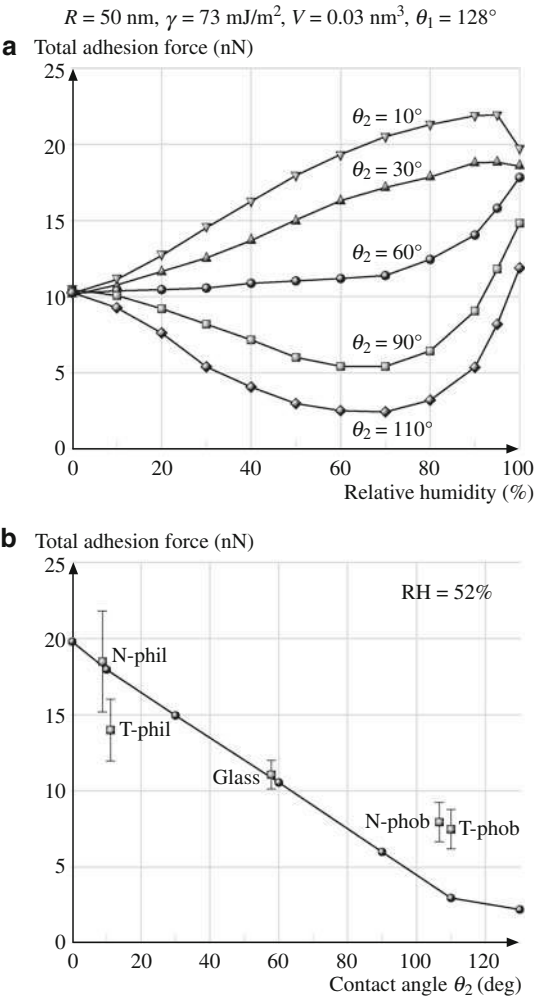 R = 50 nm, γ = 73 mJ/m², V = 0.03 nm³, θ₁ = 128°
a Total adhesion force (nN)
25
θ₂ = 10°
20
θ₂ = 30°
15
θ₂ = 60°
10
θ₂ = 90°
5
θ₂ = 110°
0
0 20 40 60 80 100
Relative humidity (%)
b Total adhesion force (nN)
25
RH = 52%
20
N-phil
15
T-phil
Glass
10
N-phob T-phob
5
0
0 20 40 60 80 100 120
Contact angle θ₂ (deg)